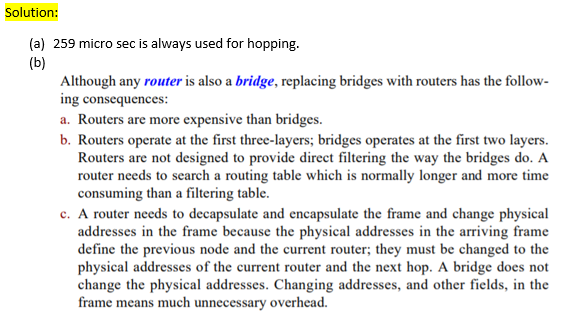 Solution:
(a) 259 micro sec is always used for hopping.
(b)
Although any router is also a bridge, replacing bridges with routers has the follow-
ing consequences:
a. Routers are more expensive than bridges.
b. Routers operate at the first three-layers; bridges operates at the first two layers.
Routers are not designed to provide direct filtering the way the bridges do. A
router needs to search a routing table which is normally longer and more time
consuming than a filtering table.
c. A router needs to decapsulate and encapsulate the frame and change physical
addresses in the frame because the physical addresses in the arriving frame
define the previous node and the current router; they must be changed to the
physical addresses of the current router and the next hop. A bridge does not
change the physical addresses. Changing addresses, and other fields, in the
frame means much unnecessary overhead.